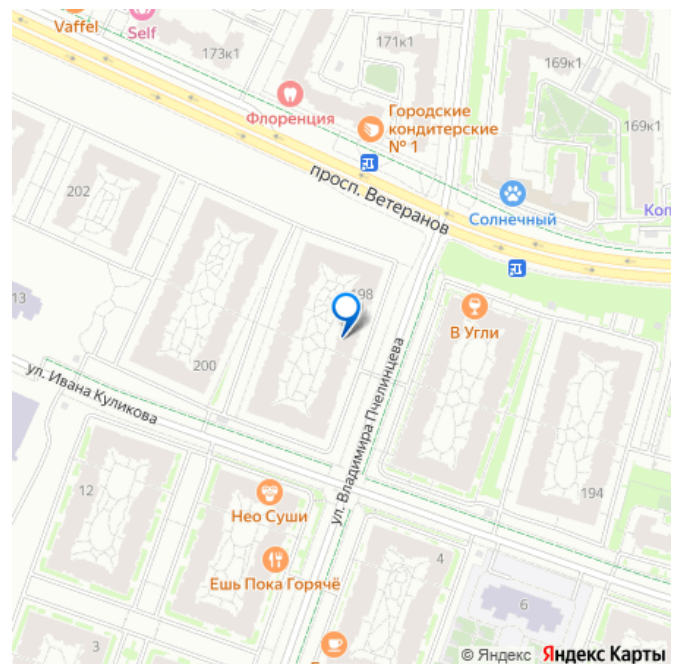 Vaffel
Self
173к1
171к1
169к1
Флоренция
Городские
кондитерские
№ 1
169к1
просп. Ветеранов
Солнечный
202
198
13
В Угли
200
ул. Ивана Куликова
ул. Владимира Пчелинцева
12
194
Нео Суши
4
Ешь Пока Горячё
6
3
© Яндекс Яндекс Карты